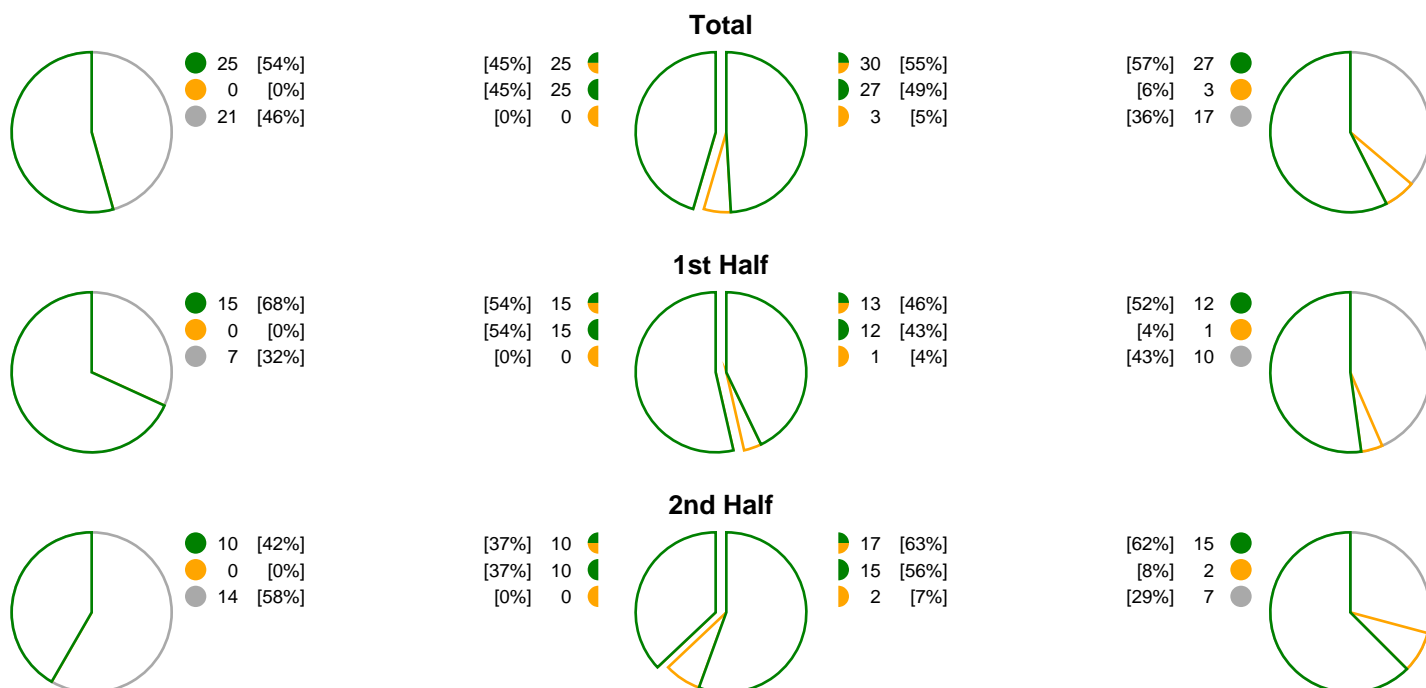 Total
25 [54%] [45%] 25 30 [55%] [57%] 27
0 [0%] [45%] 25 27 [49%] [6%] 3
21 [46%] [0%] 0 3 [5%] [36%] 17
1st Half
15 [68%] [54%] 15 13 [46%] [52%] 12
0 [0%] [54%] 15 12 [43%] [4%] 1
7 [32%] [0%] 0 1 [4%] [43%] 10
2nd Half
10 [42%] [37%] 10 17 [63%] [62%] 15
0 [0%] [37%] 10 15 [56%] [8%] 2
14 [58%] [0%] 0 2 [7%] [29%] 7